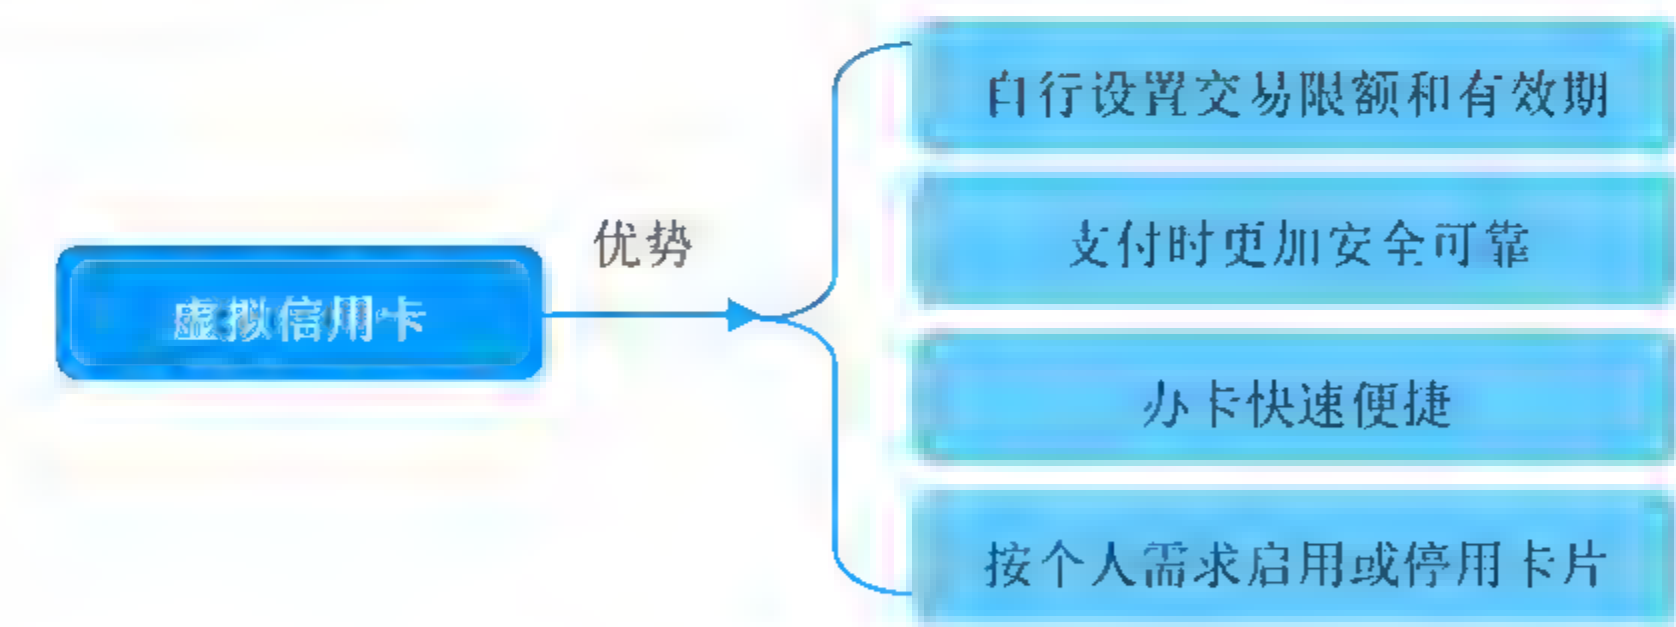 虚拟信用卡
优势
自行设置交易限额和有效期
支付时更加安全可靠
办卡快速便捷
按个人需求启用或停用卡片